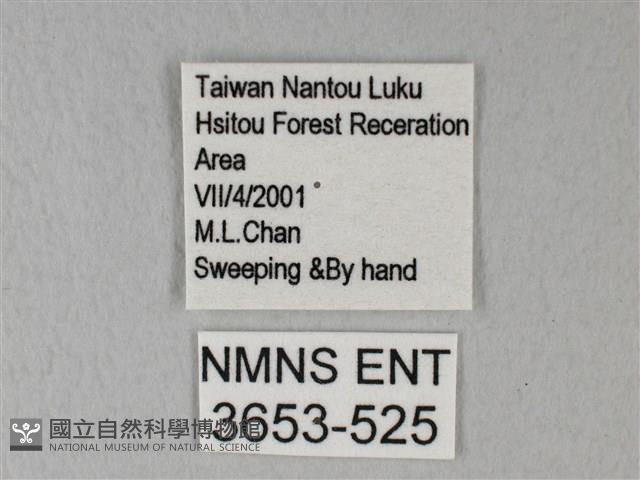 Taiwan Nantou Luku
Hsitou Forest Receration
Area
VII/4/2001
M.L.Chan
Sweeping &By hand
NMNS ENT
3653-525
國立自然科學博物館
NATIONAL MUSEUM OF NATURAL SCIENCE